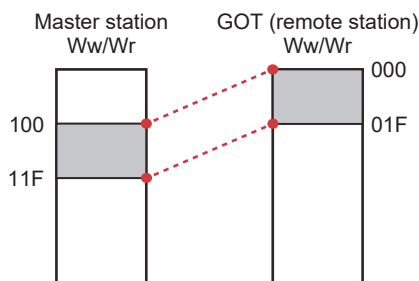 Master station
Ww/Wr
GOT (remote station)
Ww/Wr
000
100
01F
11F